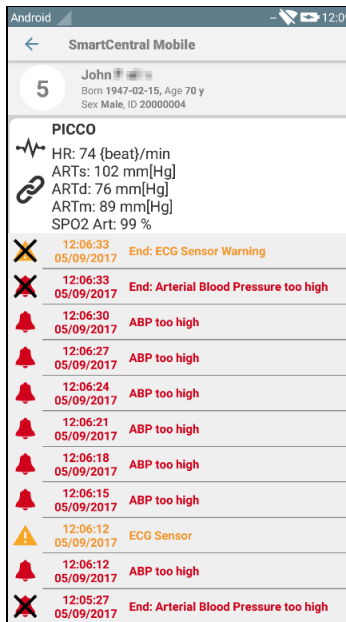 Android
12:09
SmartCentral Mobile
5
John
Born 1947-02-15, Age 70 y
Sex Male, ID 20000004
PICCO
HR: 74 {beat}/min
ARTs: 102 mm[Hg]
ARTd: 76 mm[Hg]
ARTm: 89 mm[Hg]
SPO2 Art: 99 %
12:06:33
05/09/2017
End: ECG Sensor Warning
12:06:33
05/09/2017
End: Arterial Blood Pressure too high
12:06:30
05/09/2017
ABP too high
12:06:27
05/09/2017
ABP too high
12:06:24
05/09/2017
ABP too high
12:06:21
05/09/2017
ABP too high
12:06:18
05/09/2017
ABP too high
12:06:15
05/09/2017
ABP too high
12:06:12
05/09/2017
ECG Sensor
12:06:12
05/09/2017
ABP too high
12:05:27
05/09/2017
End: Arterial Blood Pressure too high